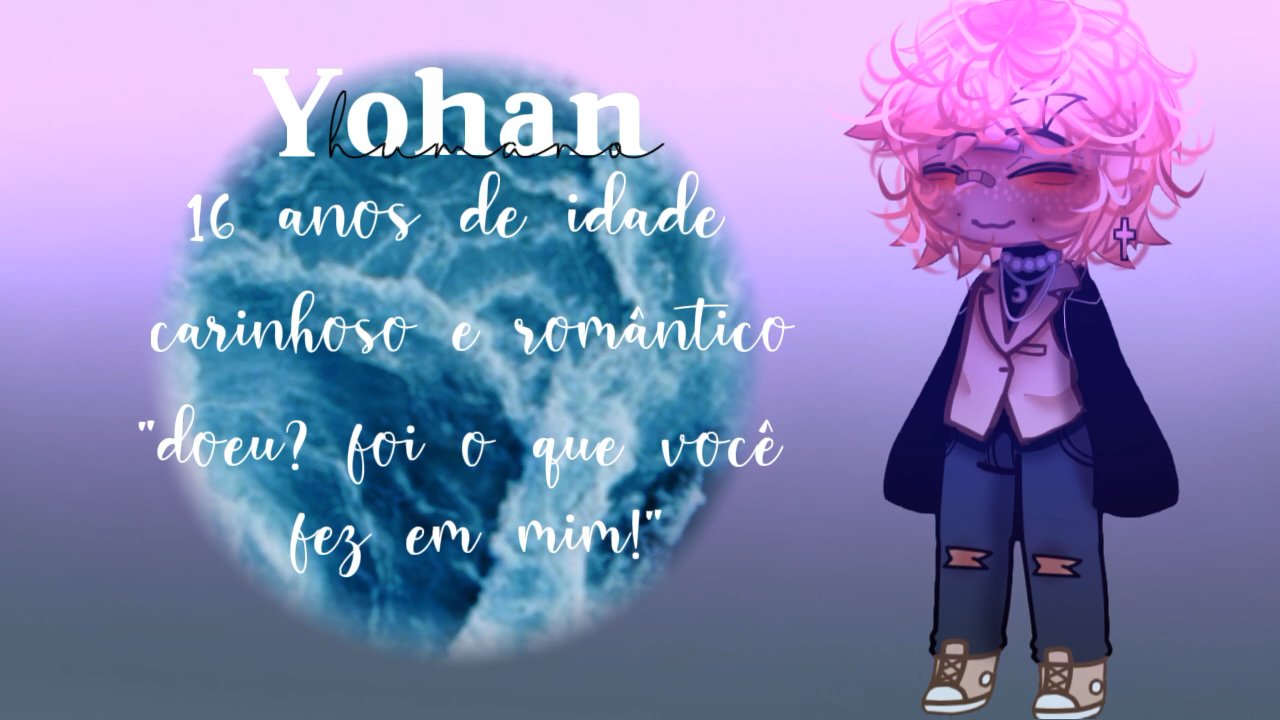 Yohan
humano
16 anos de idade
carinhoso e romântico
"doeu? foi o que você
fez em mim!"